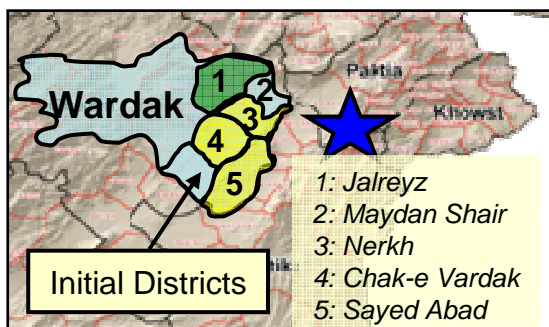 Paktia
Khowst
Wardak
1
2
3
4
5
Initial Districts
1: Jalreyz
2: Maydan Shair
3: Nerkh
4: Chak-e Vardak
5: Sayed Abad